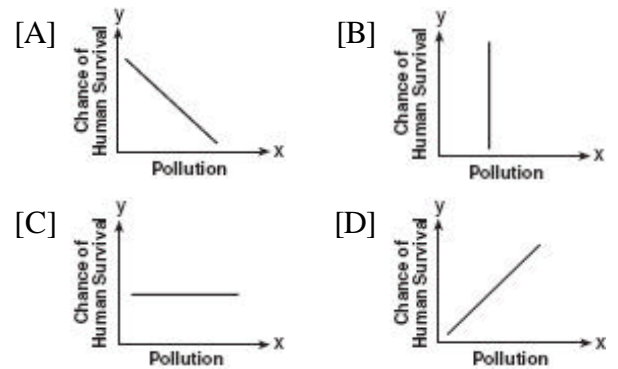 [A]
y
Chance of
Human Survival
x
Pollution
[B]
y
Chance of
Human Survival
x
Pollution
[C]
y
Chance of
Human Survival
x
Pollution
[D]
y
Chance of
Human Survival
x
Pollution